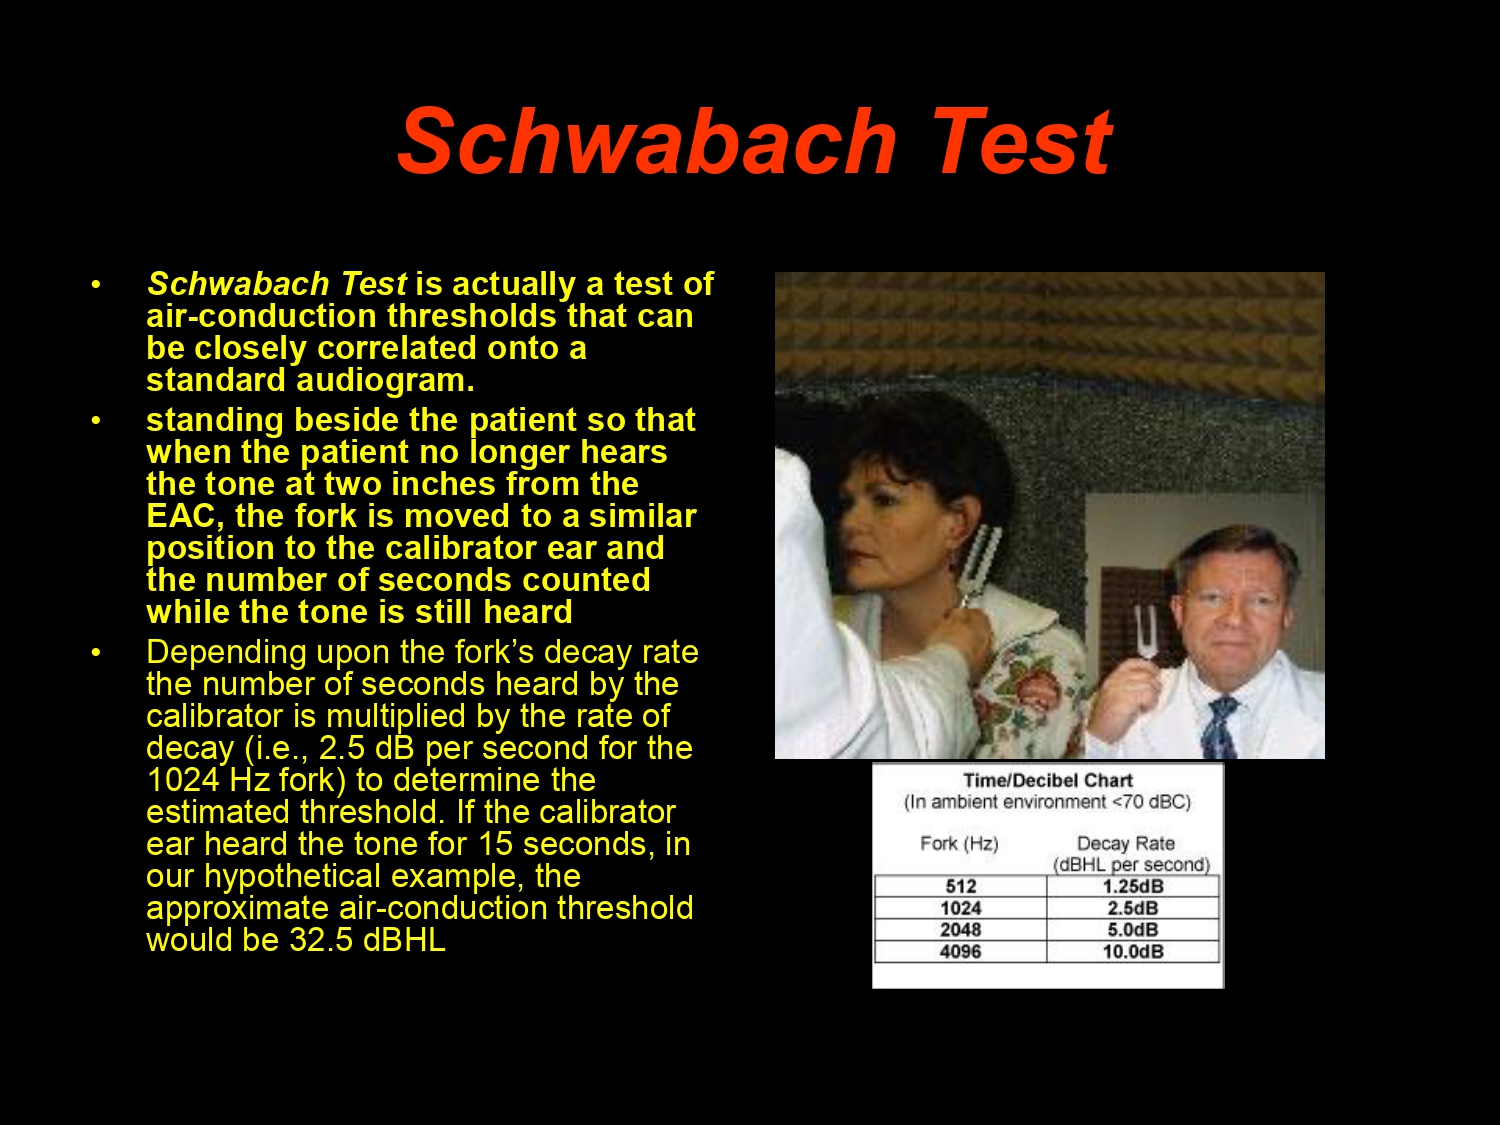 Schwabach Test
• Schwabach Test is actually a test of
air-conduction thresholds that can
be closely correlated onto a
standard audiogram.
• standing beside the patient so that
when the patient no longer hears
the tone at two inches from the
EAC, the fork is moved to a similar
position to the calibrator ear and
the number of seconds counted
while the tone is still heard
• Depending upon the fork’s decay rate
the number of seconds heard by the
calibrator is multiplied by the rate of
decay (i.e., 2.5 dB per second for the
1024 Hz fork) to determine the
estimated threshold. If the calibrator
ear heard the tone for 15 seconds, in
our hypothetical example, the
approximate air-conduction threshold
would be 32.5 dBHL
Time/Decibel Chart
(In ambient environment <70 dBC)
Fork (Hz) Decay Rate
(dBHL per second)
512 1.25dB
1024 2.5dB
2048 5.0dB
4096 10.0dB